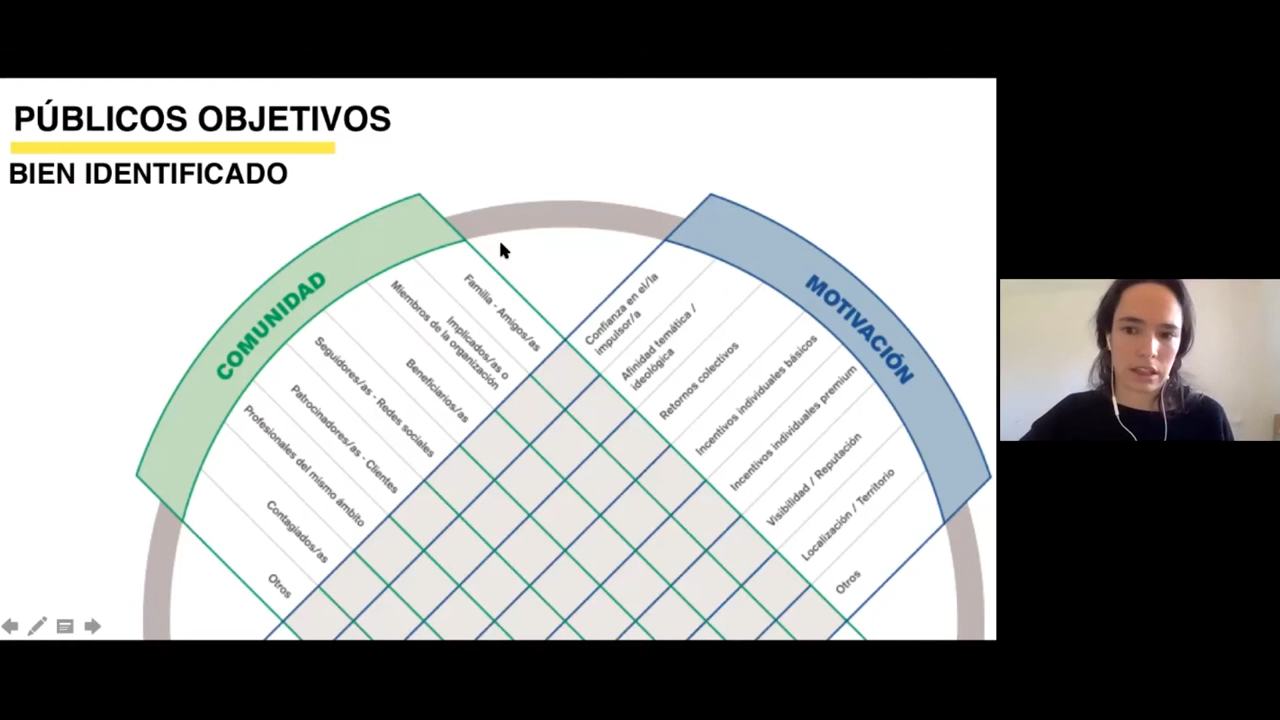 PÚBLICOS OBJETIVOS
BIEN IDENTIFICADO
COMUNIDAD
Familia - Amigos/as
Implicados/as o
Miembros de la organización
Beneficiarios/as
Seguidores/as - Redes sociales
Patrocinadores/as - Clientes
Profesionales del mismo ámbito
Contagiados/as
Otros
MOTIVACIÓN
Confianza en el/la
impulsor/a
Afinidad temática /
ideológica
Retornos colectivos
Incentivos individuales básicos
Incentivos individuales premium
Visibilidad / Reputación
Localización / Territorio
Otros